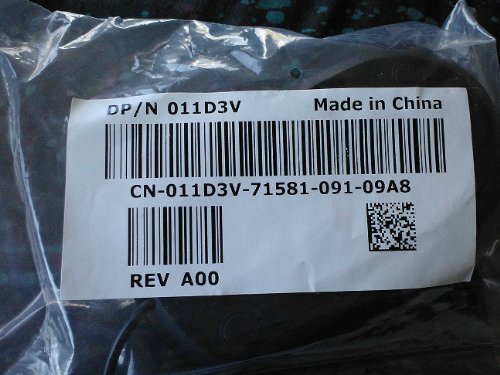 DP/N 011D3V Made in China
CN-011D3V-71581-091-09A8
REV A00